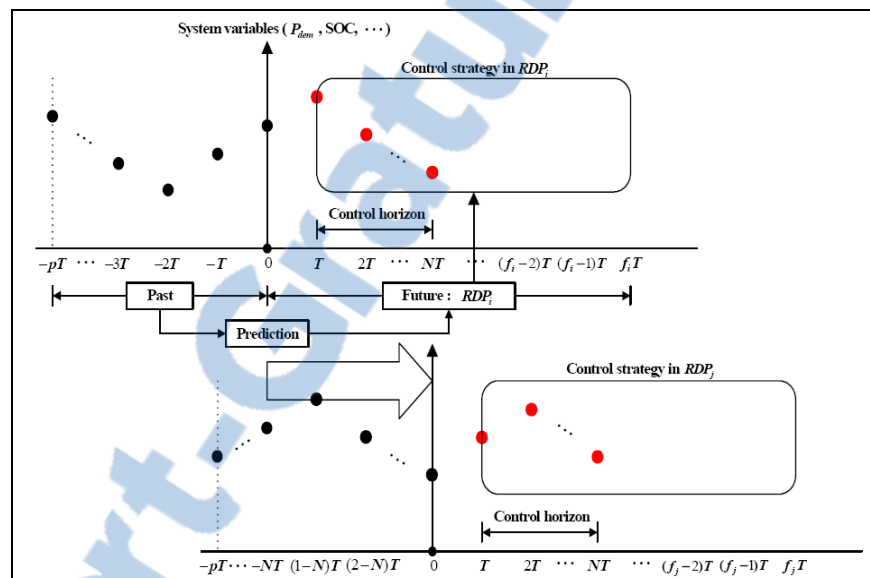 System variables ( P_dem , SOC, ⋯)
Control strategy in RDP_i
Control horizon
−pT ⋯ −3T −2T −T 0 T 2T ⋯ NT ⋯ (f_i−2)T (f_i−1)T f_iT
Past
Future : RDP_i
Prediction
Control strategy in RDP_j
Control horizon
−pT ⋯ −NT (1−N)T (2−N)T 0 T 2T ⋯ NT ⋯ (f_j−2)T (f_j−1)T f_jT